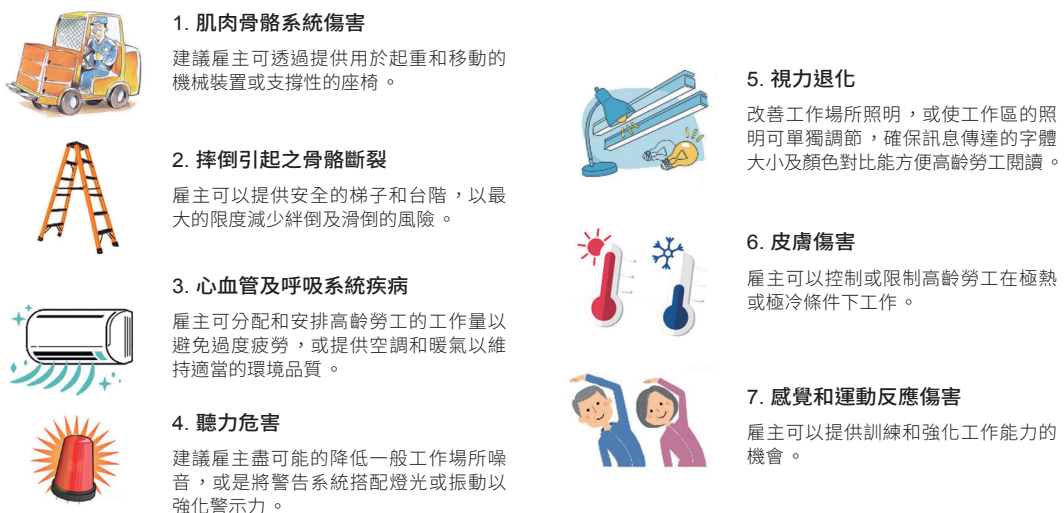 1. 肌肉骨骼系統傷害
建議雇主可透過提供用於起重和移動的
機械裝置或支撐性的座椅。
2. 摔倒引起之骨骼斷裂
雇主可以提供安全的梯子和台階，以最
大的限度減少絆倒及滑倒的風險。
3. 心血管及呼吸系統疾病
雇主可分配和安排高齡勞工的工作量以
避免過度疲勞，或提供空調和暖氣以維
持適當的環境品質。
4. 聽力危害
建議雇主盡可能的降低一般工作場所噪
音，或是將警告系統搭配燈光或振動以
強化警示力。
5. 視力退化
改善工作場所照明，或使工作區的照
明可單獨調節，確保訊息傳達的字體
大小及顏色對比能方便高齡勞工閱讀。
6. 皮膚傷害
雇主可以控制或限制高齡勞工在極熱
或極冷條件下工作。
7. 感覺和運動反應傷害
雇主可以提供訓練和強化工作能力的
機會。